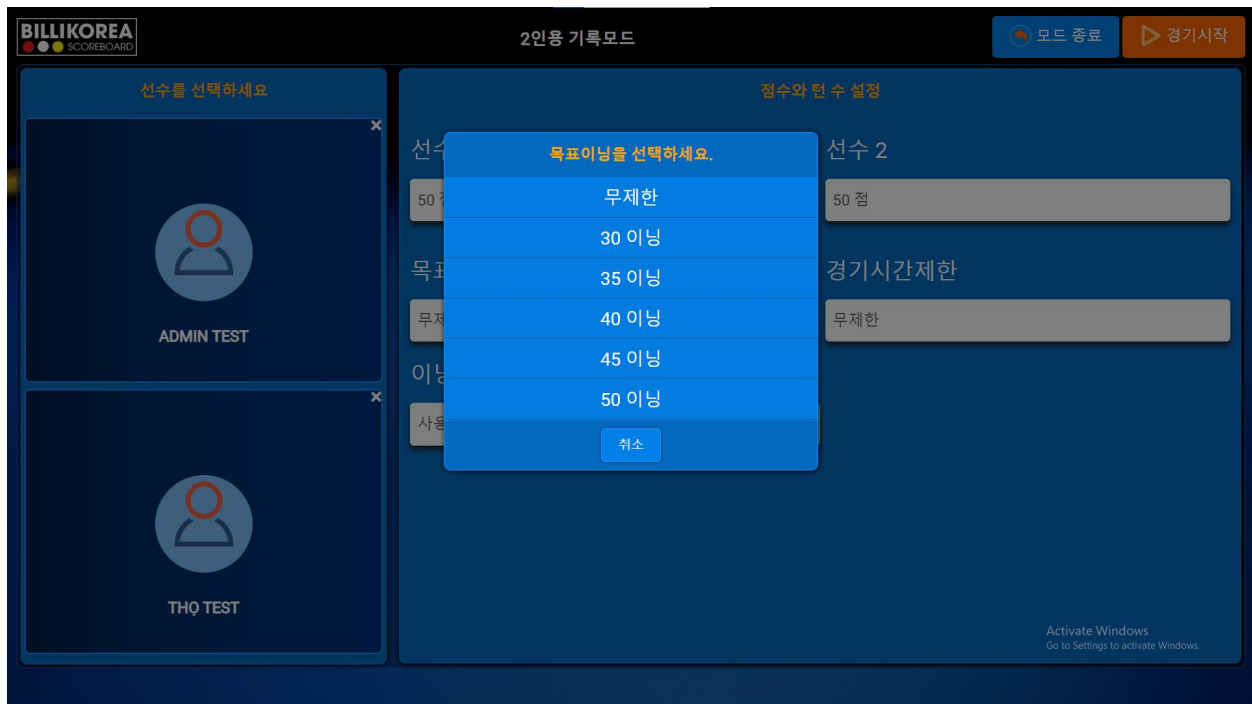 BILLIKOREA
SCOREBOARD
2인용 기록모드
모드 종료
경기시작
선수를 선택하세요
ADMIN TEST
THỌ TEST
점수와 턴 수 설정
선수 2
50
50 점
경기시간제한
무제한
목표이닝을 선택하세요.
무제한
30 이닝
35 이닝
40 이닝
45 이닝
50 이닝
취소
Activate Windows
Go to Settings to activate Windows.